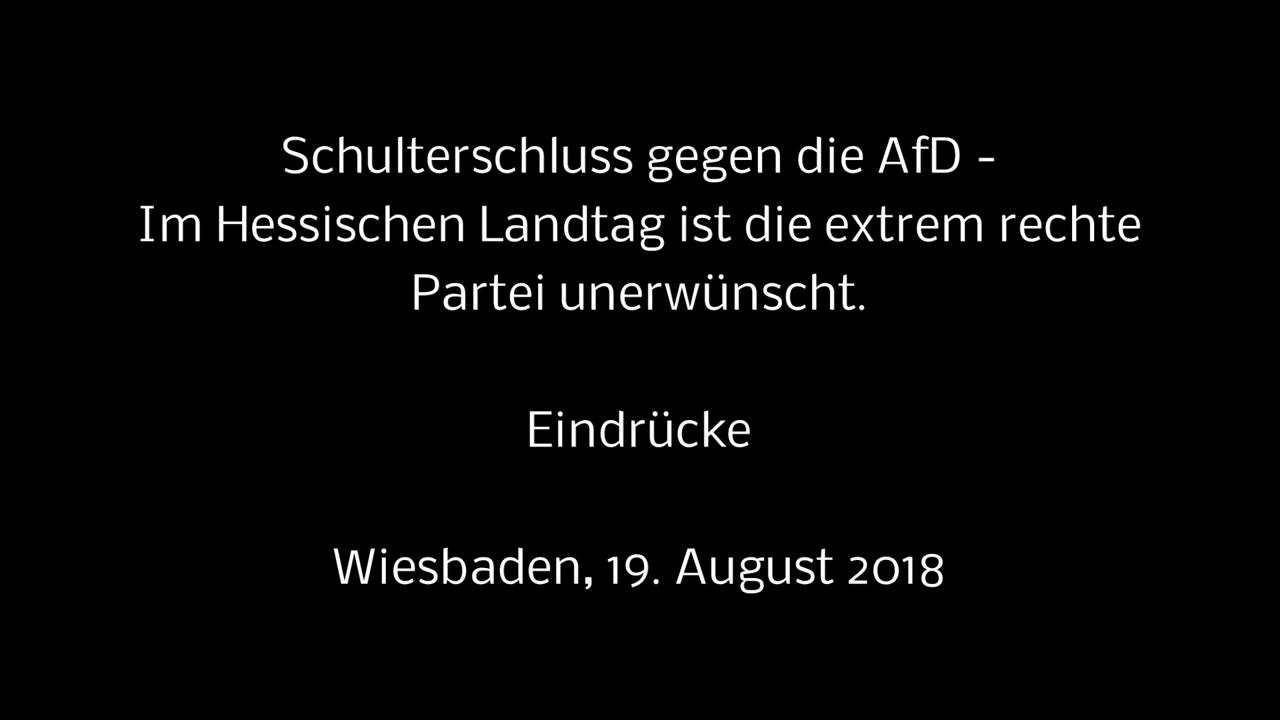 Schulterschluss gegen die AfD -
Im Hessischen Landtag ist die extrem rechte
Partei unerwünscht.
Eindrücke
Wiesbaden, 19. August 2018